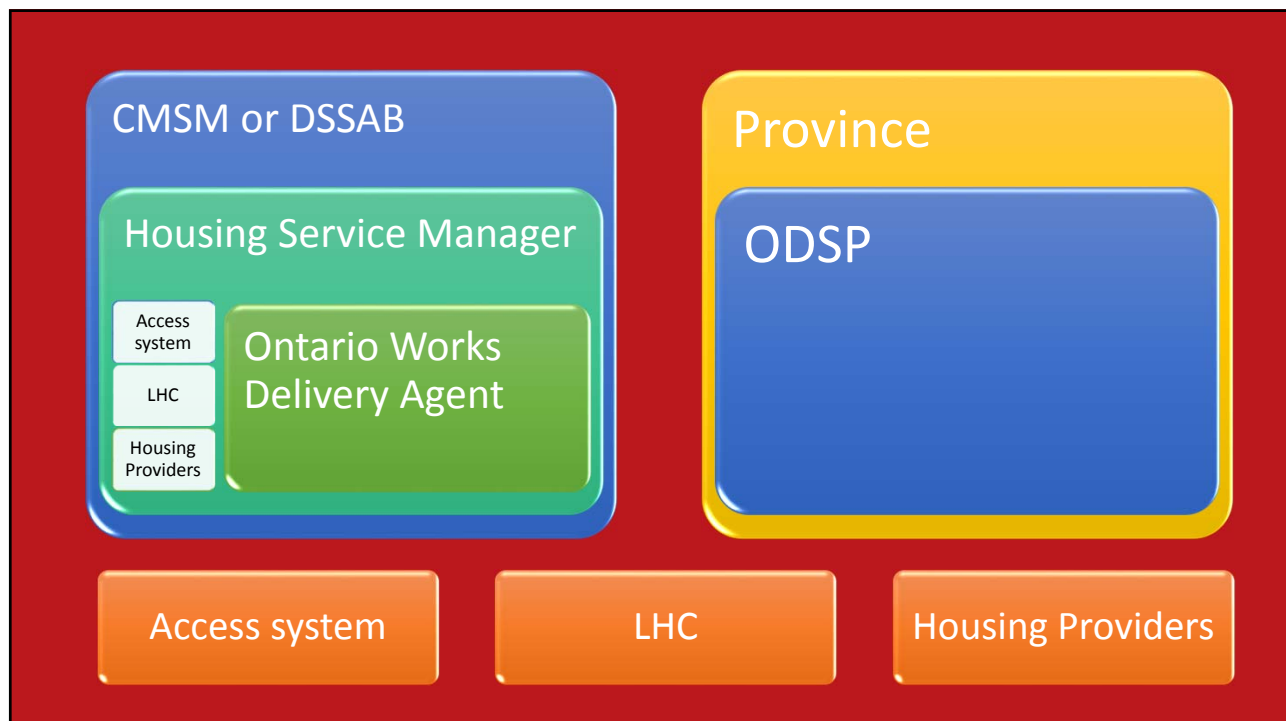 CMSM or DSSAB
Housing Service Manager
Access
system
LHC
Housing
Providers
Ontario Works
Delivery Agent
Province
ODSP
Access system
LHC
Housing Providers